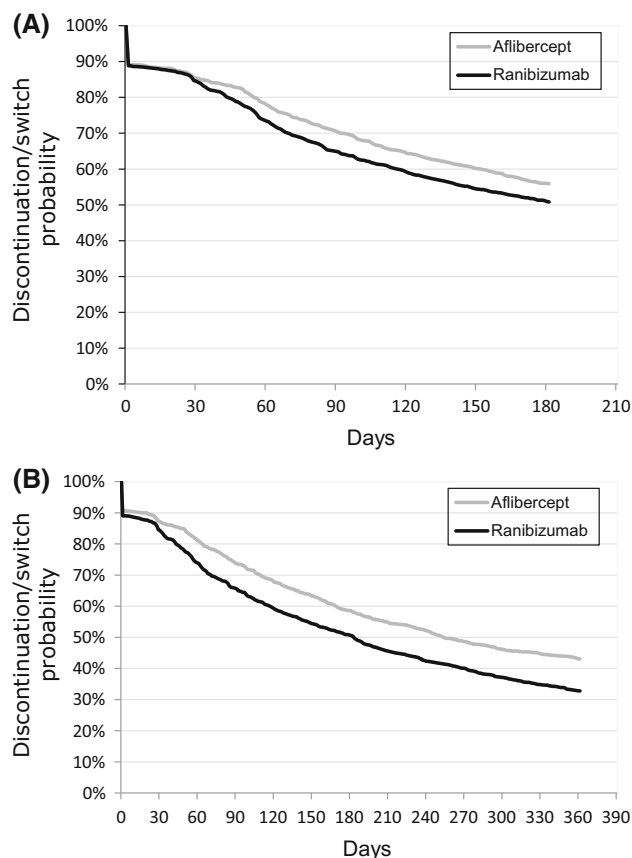 (A)
100%
90%
80%
70%
60%
50%
40%
30%
20%
10%
0%
Discontinuation/switch
probability
Aflibercept
Ranibizumab
0 30 60 90 120 150 180 210
Days
(B)
100%
90%
80%
70%
60%
50%
40%
30%
20%
10%
0%
Discontinuation/switch
probability
Aflibercept
Ranibizumab
0 30 60 90 120 150 180 210 240 270 300 330 360 390
Days